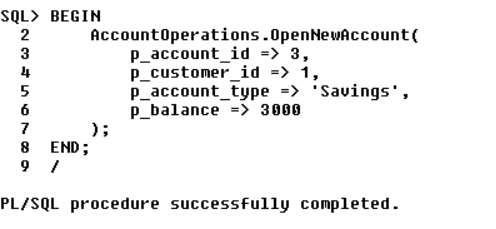 SQL> BEGIN
  2      AccountOperations.OpenNewAccount(
  3          p_account_id => 3,
  4          p_customer_id => 1,
  5          p_account_type => 'Savings',
  6          p_balance => 3000
  7      );
  8  END;
  9  /
PL/SQL procedure successfully completed.